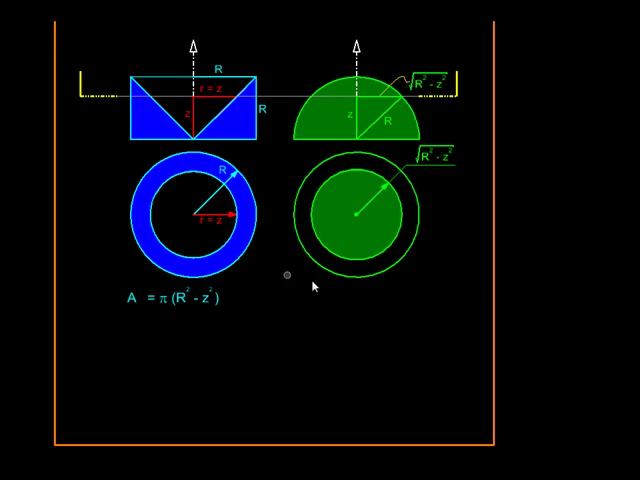 R
r = z
R
z
√R² - z²
z
R
R
r = z
√R² - z²
A = π (R² - z²)